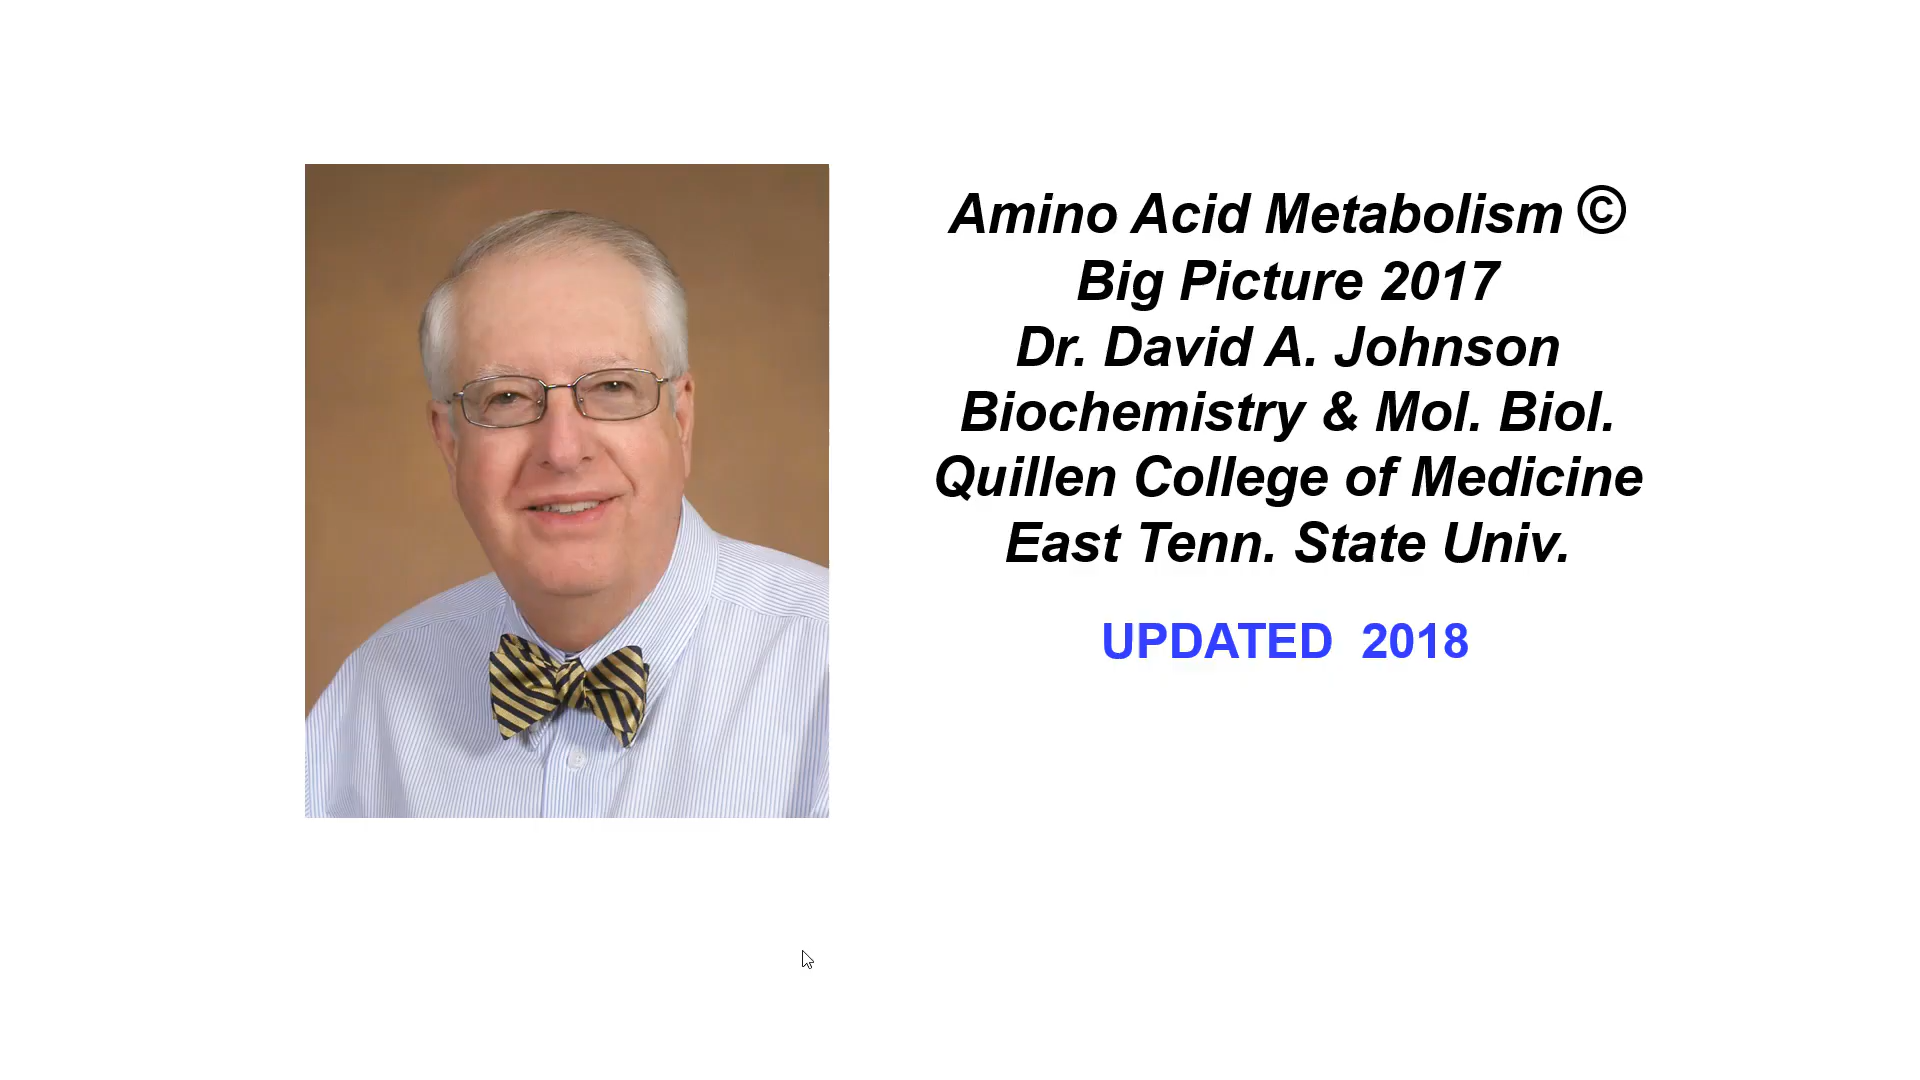 Amino Acid Metabolism ©
Big Picture 2017
Dr. David A. Johnson
Biochemistry & Mol. Biol.
Quillen College of Medicine
East Tenn. State Univ.
UPDATED 2018